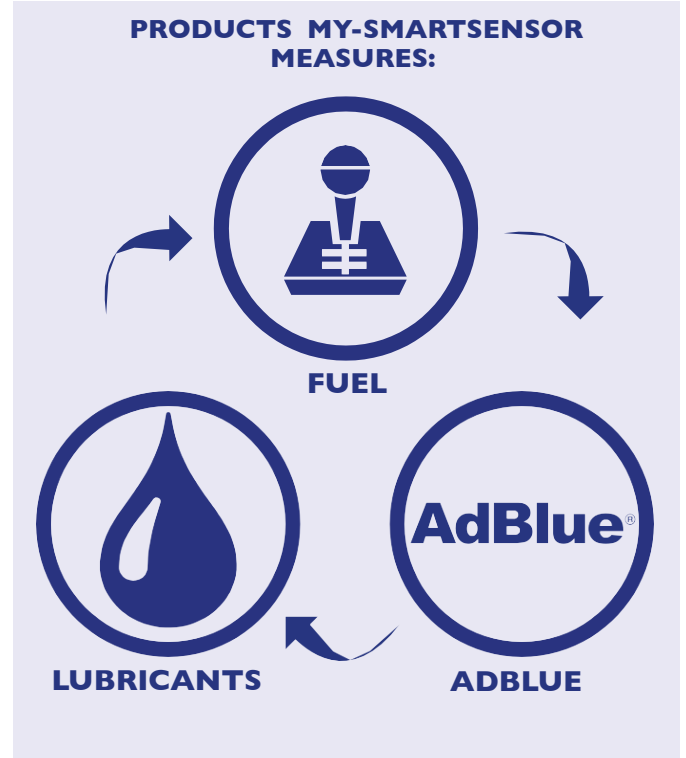 PRODUCTS MY-SMARTSENSOR
MEASURES:
FUEL
AdBlue®
LUBRICANTS
ADBLUE